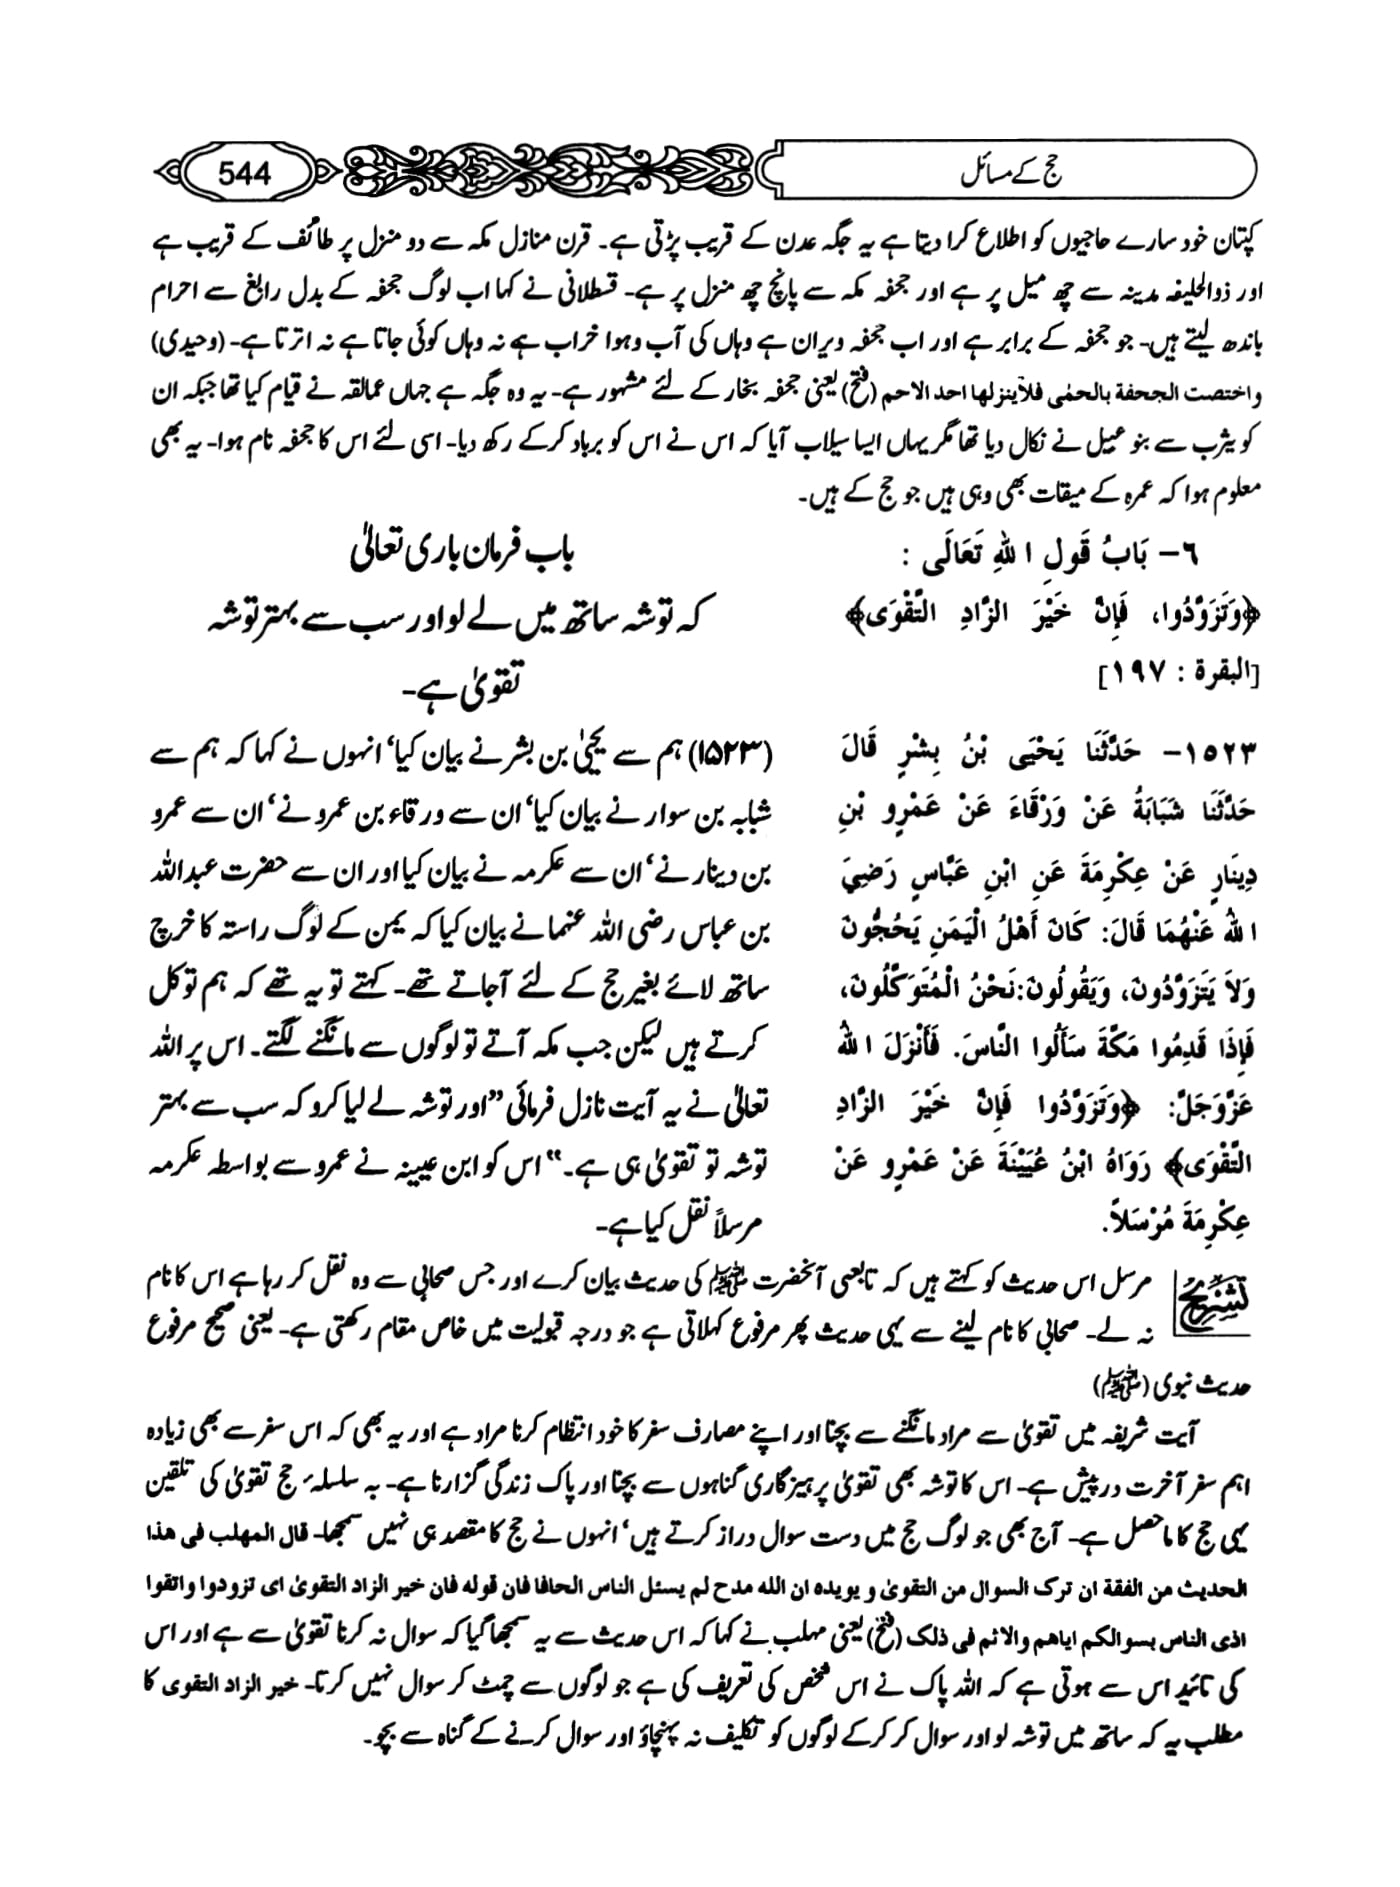 حج کے مسائل
544
کپتان خود سارے حاجیوں کو اطلاع کرا دیتا ہے یہ جگہ عدن کے قریب پڑتی ہے۔ قرن منازل مکہ سے دو منزل پر طائف کے قریب ہے
اور ذوالحلیفہ مدینہ سے چھ میل پر ہے اور جحفہ مکہ سے پانچ چھ منزل پر ہے۔ قسطلانی نے کہا اب لوگ جحفہ کے بدل رابغ سے احرام
باندھ لیتے ہیں۔ جو جحفہ کے برابر ہے اور اب جحفہ ویران ہے وہاں کی آب و ہوا خراب ہے نہ وہاں کوئی جاتا ہے نہ اترتا ہے۔ (وحیدی)
واختصت الجحفة بالحمٰی فلا ینزلہا احد الا حم (فتح) یعنی جحفہ بخار کے لئے مشہور ہے۔ یہ وہ جگہ ہے جہاں عمالقہ نے قیام کیا تھا جبکہ ان
کو یثرب سے بنو عبیل نے نکال دیا تھا مگر یہاں ایسا سیلاب آیا کہ اس نے اس کو برباد کر کے رکھ دیا۔ اسی لئے اس کا جحفہ نام ہوا۔ یہ بھی
معلوم ہوا کہ عمرہ کے میقات بھی وہی ہیں جو حج کے ہیں۔
٦- بَابُ قَولِ اللهِ تَعَالَى :
﴿وَتَزَوَّدُوا، فَإِنَّ خَيْرَ الزَّادِ التَّقْوَى﴾
[البقرة : ١٩٧]
باب فرمان باری تعالیٰ
کہ توشہ ساتھ میں لے لو اور سب سے بہتر توشہ
تقویٰ ہے۔
١٥٢٣- حَدَّثَنَا يَحْيَى بْنُ بِشْرٍ قَالَ
حَدَّثَنَا شَبَابَةُ عَنْ وَرْقَاءَ عَنْ عَمْرِو بْنِ
دِينَارٍ عَنْ عِكْرِمَةَ عَنِ ابْنِ عَبَّاسٍ رَضِيَ
اللهُ عَنْهُمَا قَالَ: كَانَ أَهْلُ الْيَمَنِ يَحُجُّونَ
وَلاَ يَتَزَوَّدُونَ، وَيَقُولُونَ:نَحْنُ الْمُتَوَكِّلُونَ،
فَإِذَا قَدِمُوا مَكَّةَ سَأَلُوا النَّاسَ. فَأَنْزَلَ اللهُ
عَزَّوَجَلَّ: ﴿وَتَزَوَّدُوا فَإِنَّ خَيْرَ الزَّادِ
التَّقْوَى﴾ رَوَاهُ ابْنُ عُيَيْنَةَ عَنْ عَمْرٍو عَنْ
عِكْرِمَةَ مُرْسَلاً.
(۱۵۲۳) ہم سے یحییٰ بن بشر نے بیان کیا‘ انہوں نے کہا کہ ہم سے
شبابہ بن سوار نے بیان کیا‘ ان سے ورقاء بن عمرو نے‘ ان سے عمرو
بن دینار نے‘ ان سے عکرمہ نے بیان کیا اور ان سے حضرت عبداللہ
بن عباس رضی اللہ عنہما نے بیان کیا کہ یمن کے لوگ راستہ کا خرچ
ساتھ لائے بغیر حج کے لئے آجاتے تھے۔ کہتے تو یہ تھے کہ ہم توکل
کرتے ہیں لیکن جب مکہ آتے تو لوگوں سے مانگنے لگتے۔ اس پر اللہ
تعالیٰ نے یہ آیت نازل فرمائی ”اور توشہ لے لیا کرو کہ سب سے بہتر
توشہ تو تقویٰ ہی ہے۔“ اس کو ابن عیینہ نے عمرو سے بواسطہ عکرمہ
مرسلاً نقل کیا ہے۔
تشریح
مرسل اس حدیث کو کہتے ہیں کہ تابعی آنحضرت ﷺ کی حدیث بیان کرے اور جس صحابی سے وہ نقل کر رہا ہے اس کا نام
نہ لے۔ صحابی کا نام لینے سے یہی حدیث پھر مرفوع کہلاتی ہے جو درجہ قبولیت میں خاص مقام رکھتی ہے۔ یعنی صحیح مرفوع
حدیث نبوی (ﷺ)
آیت شریفہ میں تقویٰ سے مراد مانگنے سے بچنا اور اپنے مصارف سفر کا خود انتظام کرنا مراد ہے اور یہ بھی کہ اس سفر سے بھی زیادہ
اہم سفر آخرت درپیش ہے۔ اس کا توشہ بھی تقویٰ پرہیزگاری گناہوں سے بچنا اور پاک زندگی گزارنا ہے۔ بہ سلسلۂ حج تقویٰ کی تلقین
یہی حج کا ماحصل ہے۔ آج بھی جو لوگ حج میں دست سوال دراز کرتے ہیں‘ انہوں نے حج کا مقصد ہی نہیں سمجھا۔ قال المہلب فی ھذا
الحدیث من الفقة ان ترک السوال من التقویٰ و یویدہ ان الله مدح لم یسئل الناس الحافا فان قوله فان خیر الزاد التقویٰ ای تزودوا واتقوا
اذی الناس بسوالکم ایاھم والاثم فی ذلک (فتح) یعنی مہلب نے کہا کہ اس حدیث سے یہ سمجھا گیا کہ سوال نہ کرنا تقویٰ سے ہے اور اس
کی تائید اس سے ہوتی ہے کہ اللہ پاک نے اس شخص کی تعریف کی ہے جو لوگوں سے چمٹ کر سوال نہیں کرتا۔ خیر الزاد التقوی کا
مطلب یہ کہ ساتھ میں توشہ لو اور سوال کر کر کے لوگوں کو تکلیف نہ پہنچاؤ اور سوال کرنے کے گناہ سے بچو۔